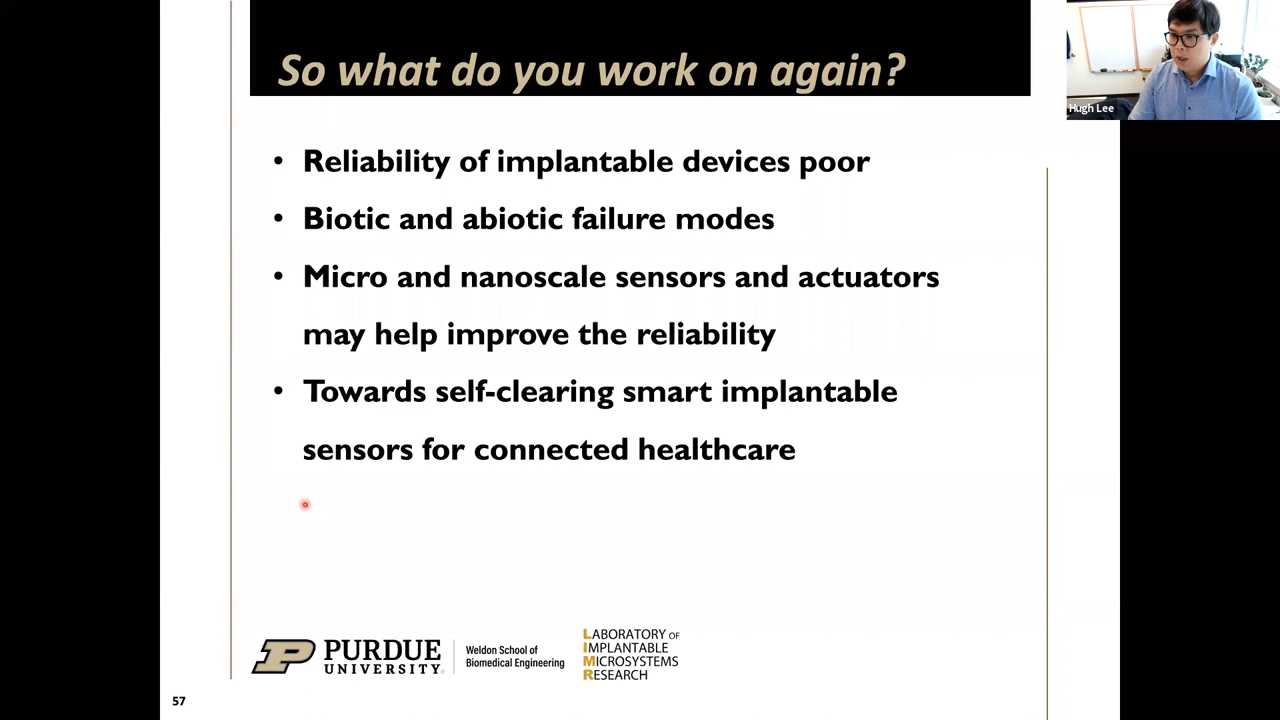 So what do you work on again?
Hugh Lee
• Reliability of implantable devices poor
• Biotic and abiotic failure modes
• Micro and nanoscale sensors and actuators
may help improve the reliability
• Towards self-clearing smart implantable
sensors for connected healthcare
PURDUE
UNIVERSITY
Weldon School of
Biomedical Engineering
LABORATORY OF
IMPLANTABLE
MICROSYSTEMS
RESEARCH
57